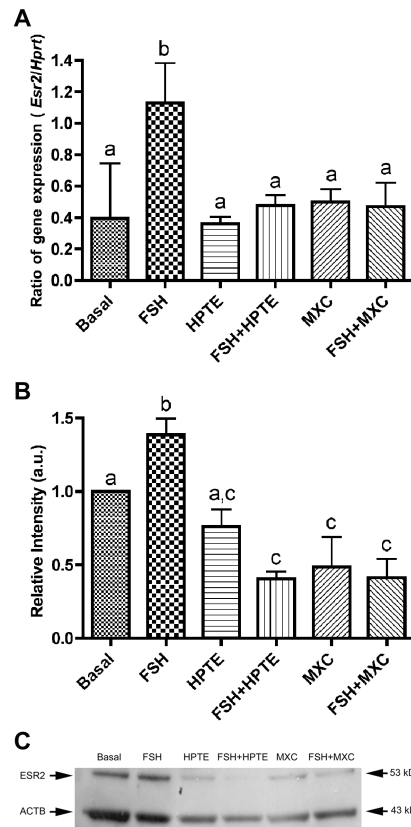 A
Ratio of gene expression ( Esr2/Hprt)
1.4
1.2
1.0
0.8
0.6
0.4
0.2
0.0
a
b
a
a
a
a
Basal
FSH
HPTE
FSH+HPTE
MXC
FSH+MXC
B
Relative Intensity (a.u.)
1.5
1.0
0.5
0.0
a
b
a,c
c
c
c
Basal
FSH
HPTE
FSH+HPTE
MXC
FSH+MXC
C
Basal FSH HPTE FSH+HPTE MXC FSH+MXC
ESR2 53 kD
ACTB 43 kD